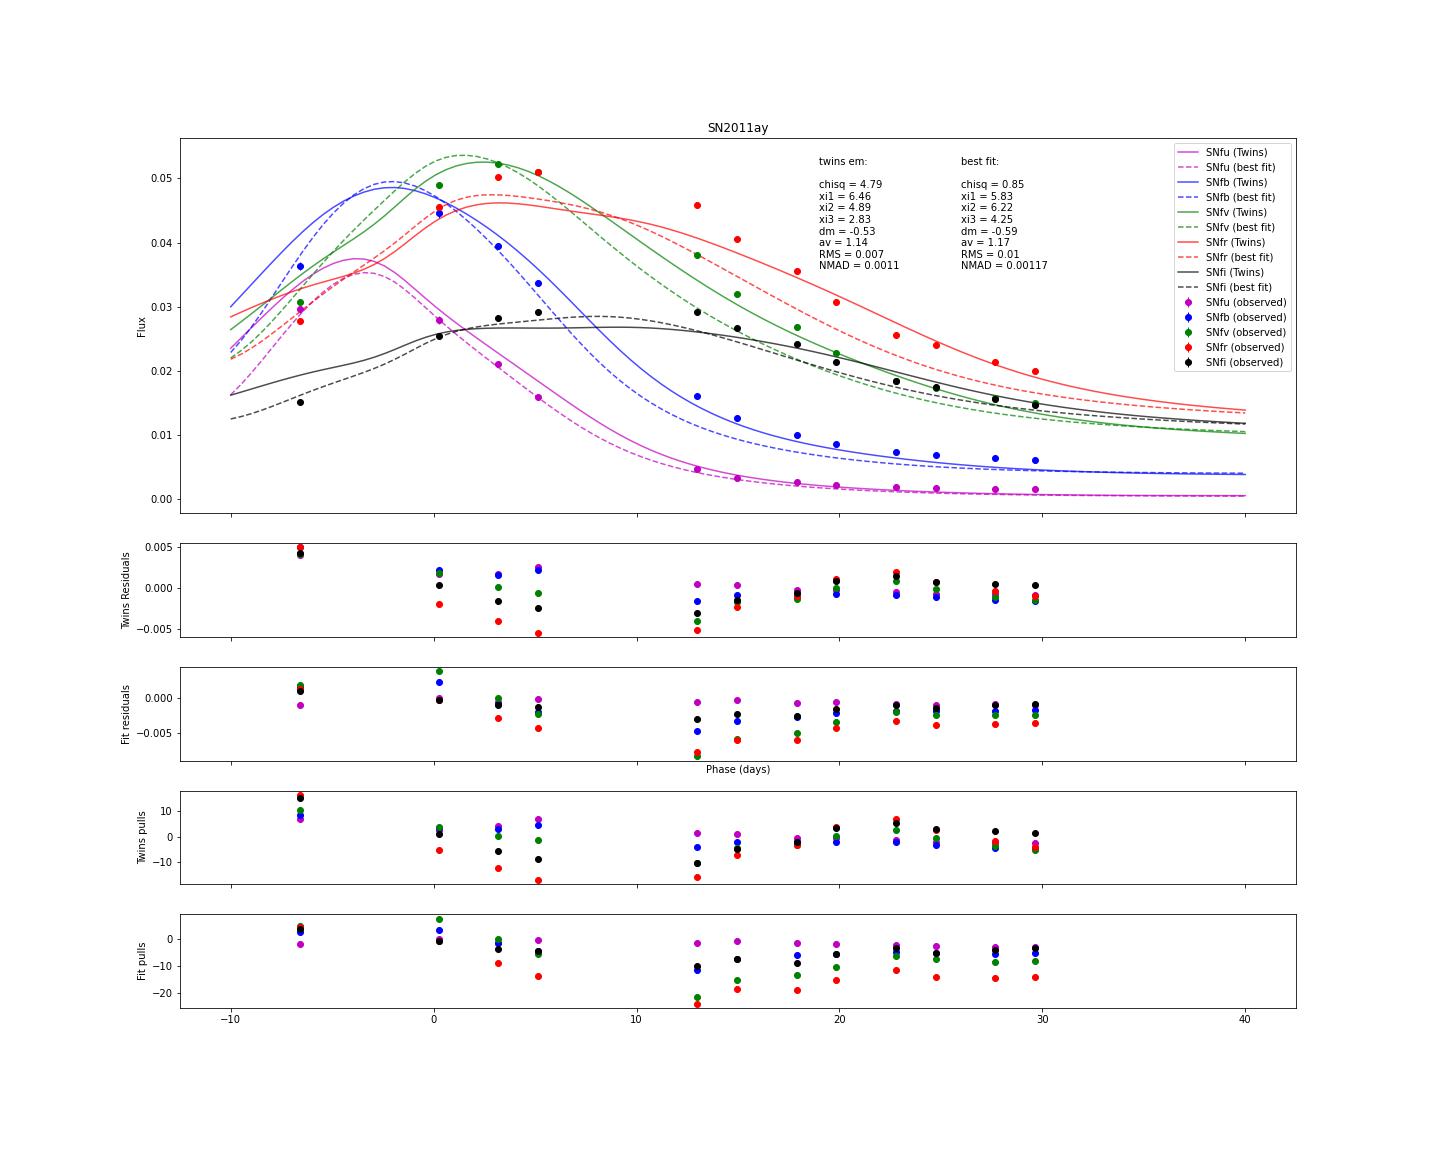 SN2011ay
Flux
0.05
0.04
0.03
0.02
0.01
0.00
twins em:
chisq = 4.79
xi1 = 6.46
xi2 = 4.89
xi3 = 2.83
dm = -0.53
av = 1.14
RMS = 0.007
NMAD = 0.0011
best fit:
chisq = 0.85
xi1 = 5.83
xi2 = 6.22
xi3 = 4.25
dm = -0.59
av = 1.17
RMS = 0.01
NMAD = 0.00117
SNfu (Twins)
SNfu (best fit)
SNfb (Twins)
SNfb (best fit)
SNfv (Twins)
SNfv (best fit)
SNfr (Twins)
SNfr (best fit)
SNfi (Twins)
SNfi (best fit)
SNfu (observed)
SNfb (observed)
SNfv (observed)
SNfr (observed)
SNfi (observed)
Twins Residuals
0.005
0.000
−0.005
Fit residuals
0.000
−0.005
Phase (days)
Twins pulls
10
0
−10
Fit pulls
0
−10
−20
−10
0
10
20
30
40